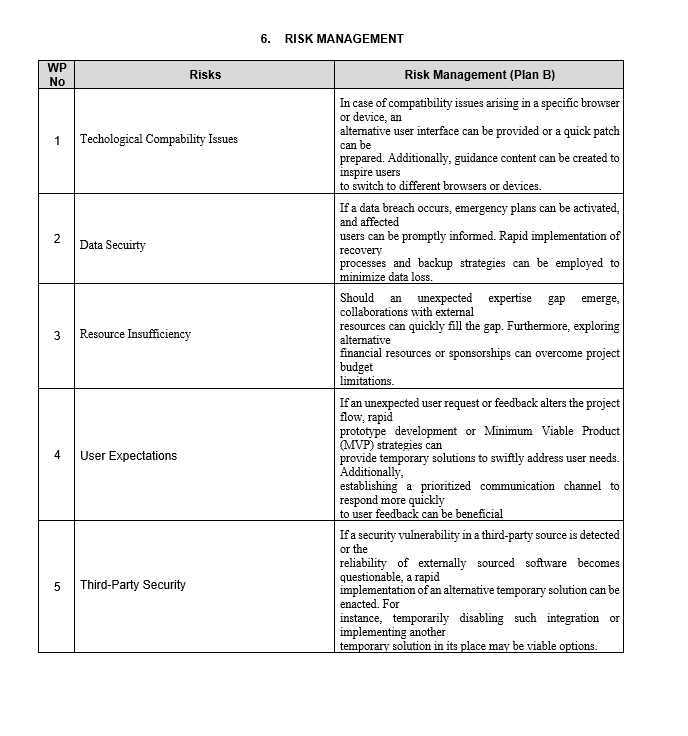 6. RISK MANAGEMENT
WP No
Risks
Risk Management (Plan B)
1
Techological Compability Issues
In case of compatibility issues arising in a specific browser
or device, an
alternative user interface can be provided or a quick patch
can be
prepared. Additionally, guidance content can be created to
inspire users
to switch to different browsers or devices.
2
Data Secuirty
If a data breach occurs, emergency plans can be activated,
and affected
users can be promptly informed. Rapid implementation of
recovery
processes and backup strategies can be employed to
minimize data loss.
3
Resource Insufficiency
Should an unexpected expertise gap emerge,
collaborations with external
resources can quickly fill the gap. Furthermore, exploring
alternative
financial resources or sponsorships can overcome project
budget
limitations.
4
User Expectations
If an unexpected user request or feedback alters the project
flow, rapid
prototype development or Minimum Viable Product
(MVP) strategies can
provide temporary solutions to swiftly address user needs.
Additionally,
establishing a prioritized communication channel to
respond more quickly
to user feedback can be beneficial
5
Third-Party Security
If a security vulnerability in a third-party source is detected
or the
reliability of externally sourced software becomes
questionable, a rapid
implementation of an alternative temporary solution can be
enacted. For
instance, temporarily disabling such integration or
implementing another
temporary solution in its place may be viable options.